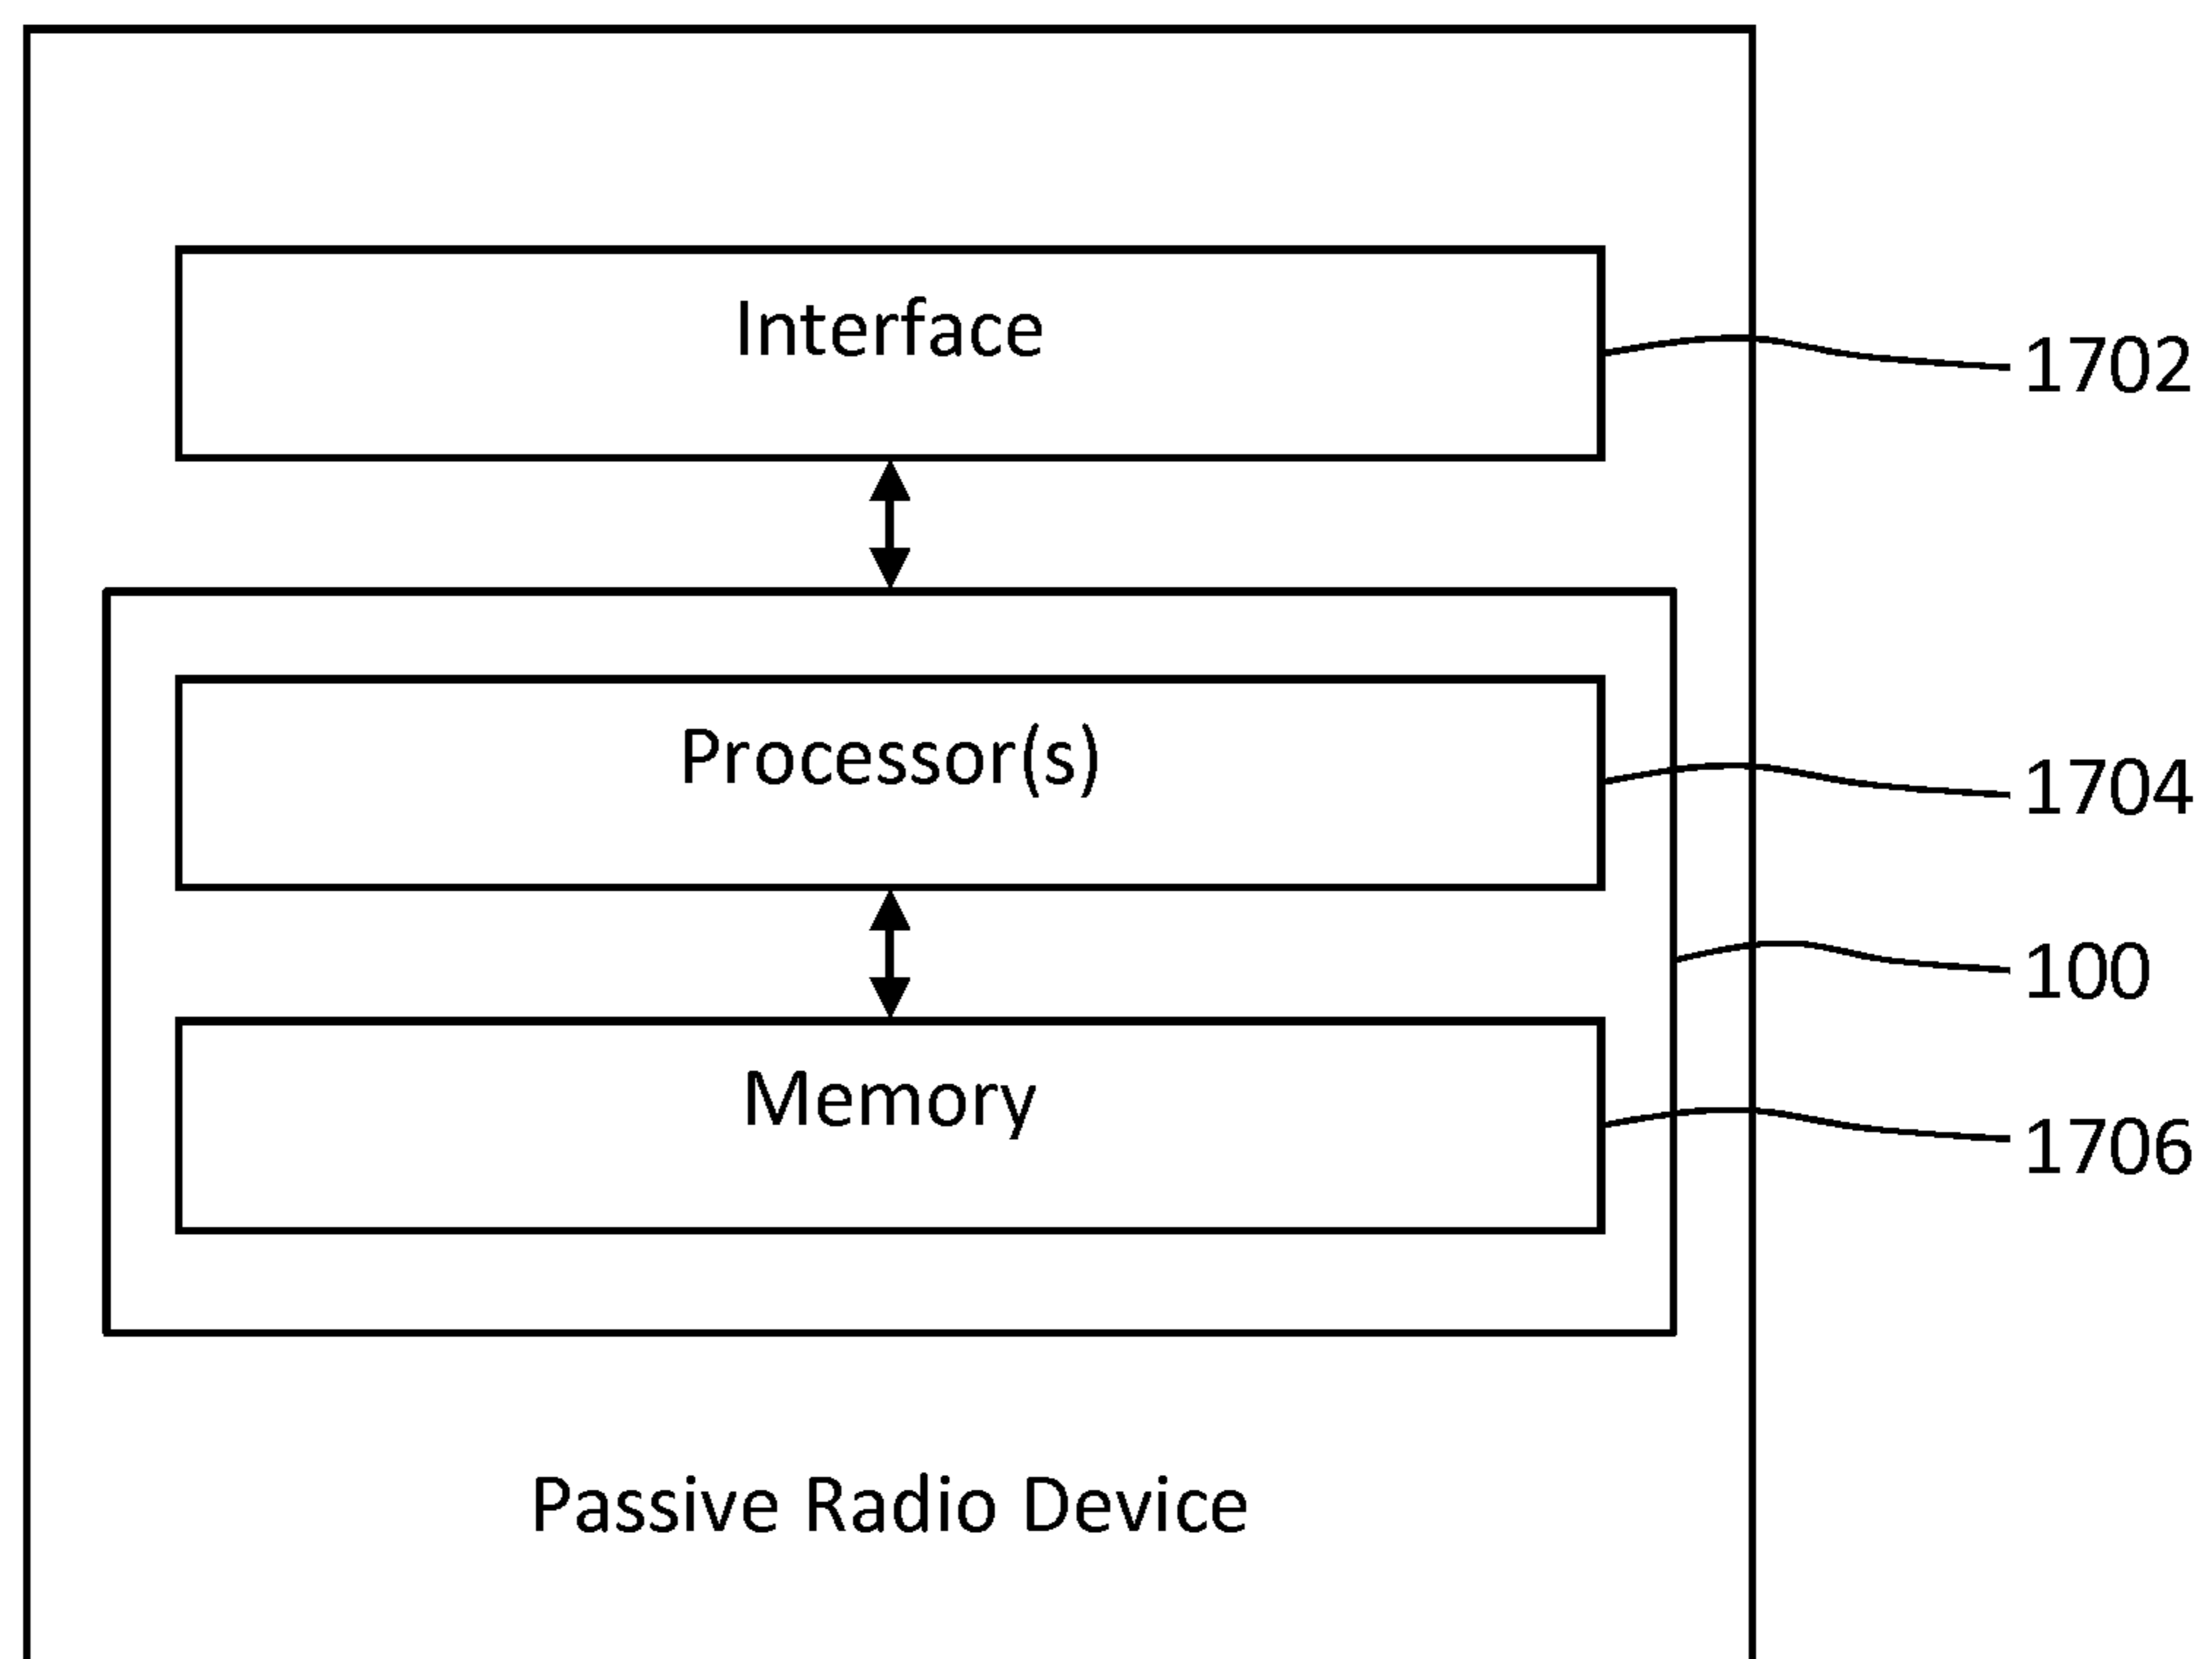 Interface
1702
Processor(s)
1704
100
Memory
1706
Passive Radio Device